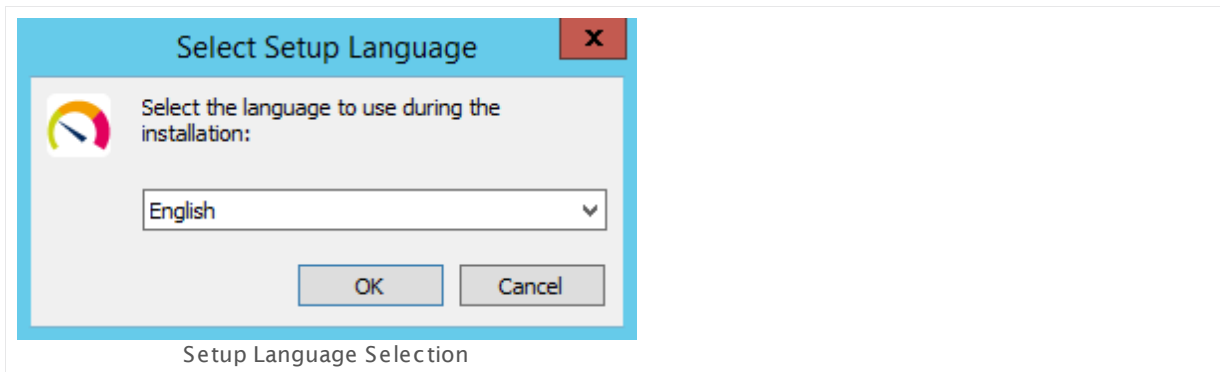 Select Setup Language
x
Select the language to use during the
installation:
English
OK
Cancel
Setup Language Selection